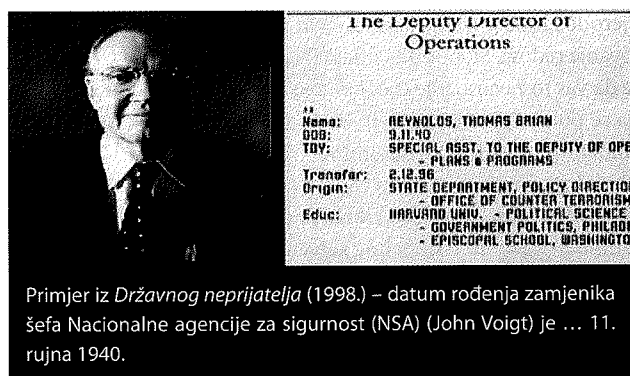 The Deputy Director of
Operations
Name: REYNOLDS, THOMAS BRIAN
DOB: 9.11.40
TDY: SPECIAL ASST. TO THE DEPUTY OF OPE
- PLANS & PROGRAMS
Transfer: 2.12.96
Origin: STATE DEPARTMENT, POLICY DIRECTION
- OFFICE OF COUNTER TERRORISM
Educ: HARVARD UNIV. - POLITICAL SCIENCE
- GOVERNMENT POLITICS, PHILAD
- EPISCOPAL SCHOOL, WASHINGTO
Primjer iz Državnog neprijatelja (1998.) – datum rođenja zamjenika
šefa Nacionalne agencije za sigurnost (NSA) (John Voigt) je … 11.
rujna 1940.